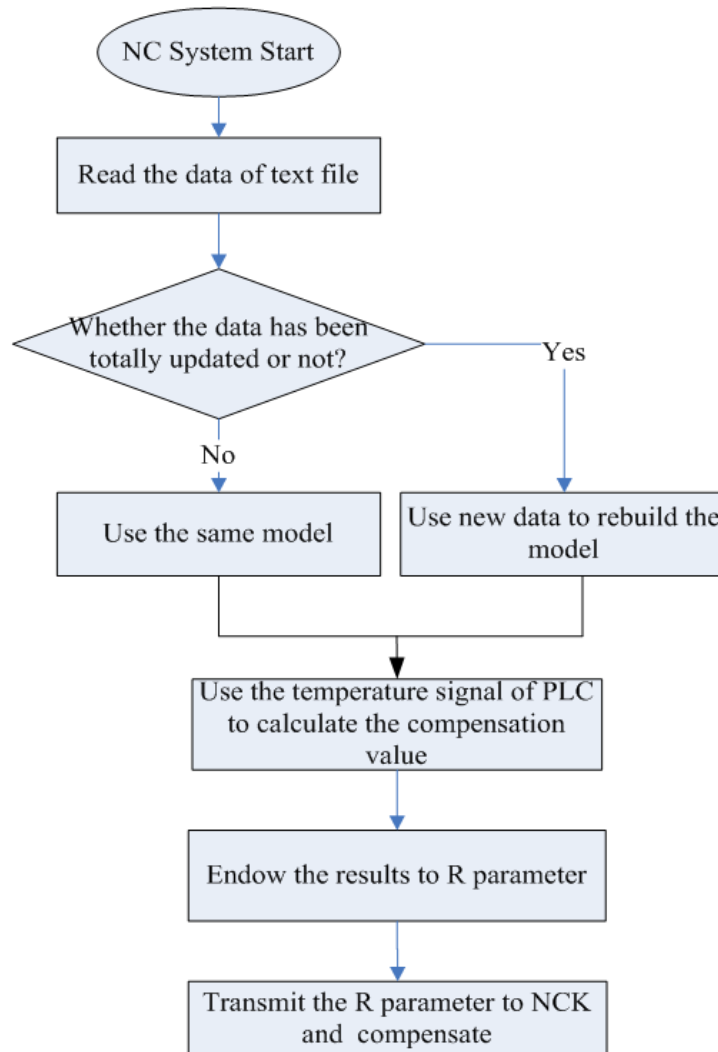 NC System Start
Read the data of text file
Whether the data has been
totally updated or not?
Yes
No
Use the same model
Use new data to rebuild the
model
Use the temperature signal of PLC
to calculate the compensation
value
Endow the results to R parameter
Transmit the R parameter to NCK
and compensate